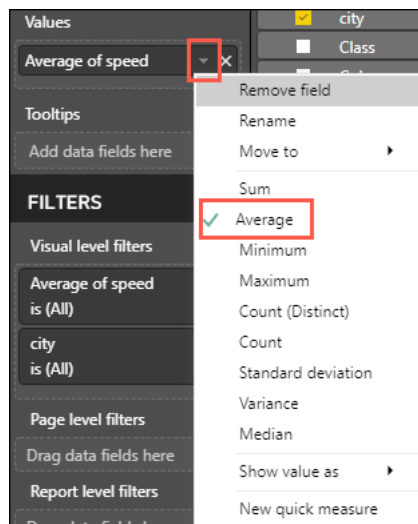 Values
Average of speed
Tooltips
Add data fields here
FILTERS
Visual level filters
Average of speed
is (All)
city
is (All)
Page level filters
Drag data fields here
Report level filters
city
Class
Remove field
Rename
Move to
Sum
Average
Minimum
Maximum
Count (Distinct)
Count
Standard deviation
Variance
Median
Show value as
New quick measure